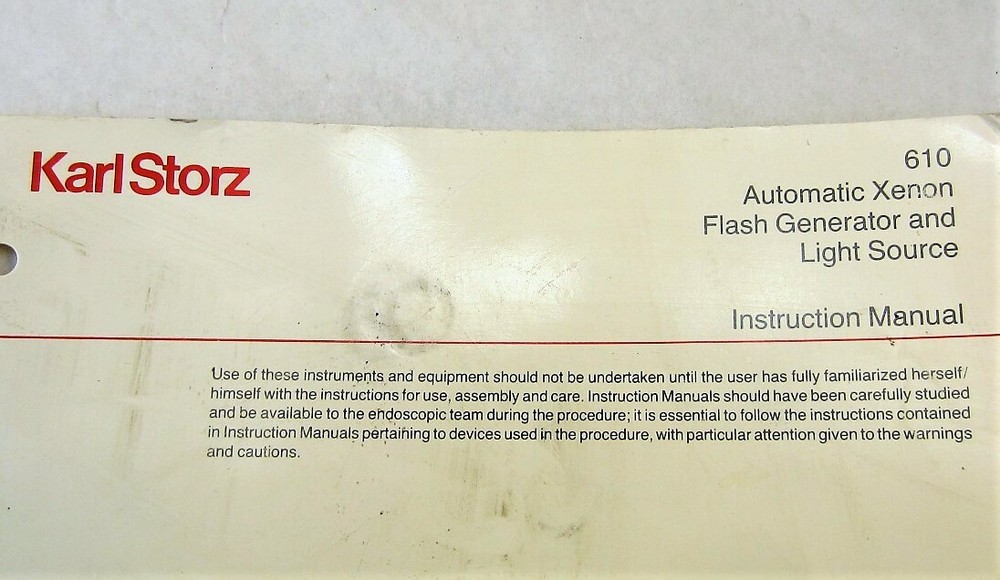 Karl Storz
610
Automatic Xenon
Flash Generator and
Light Source
Instruction Manual
Use of these instruments and equipment should not be undertaken until the user has fully familiarized herself/
himself with the instructions for use, assembly and care. Instruction Manuals should have been carefully studied
and be available to the endoscopic team during the procedure; it is essential to follow the instructions contained
in Instruction Manuals pertaining to devices used in the procedure, with particular attention given to the warnings
and cautions.